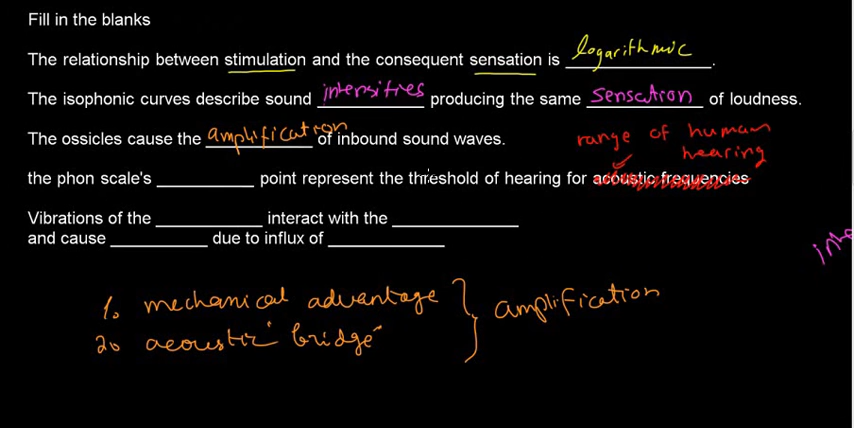 Fill in the blanks
The relationship between stimulation and the consequent sensation is logarithmic.
The isophonic curves describe sound intensities producing the same sensation of loudness.
The ossicles cause the amplification of inbound sound waves.
range of human
hearing
the phon scale's __________ point represent the threshold of hearing for acoustic frequencies
Vibrations of the ___________ interact with the _____________
and cause __________ due to influx of ____________
1. mechanical advantage
amplification
2. acoustic bridge